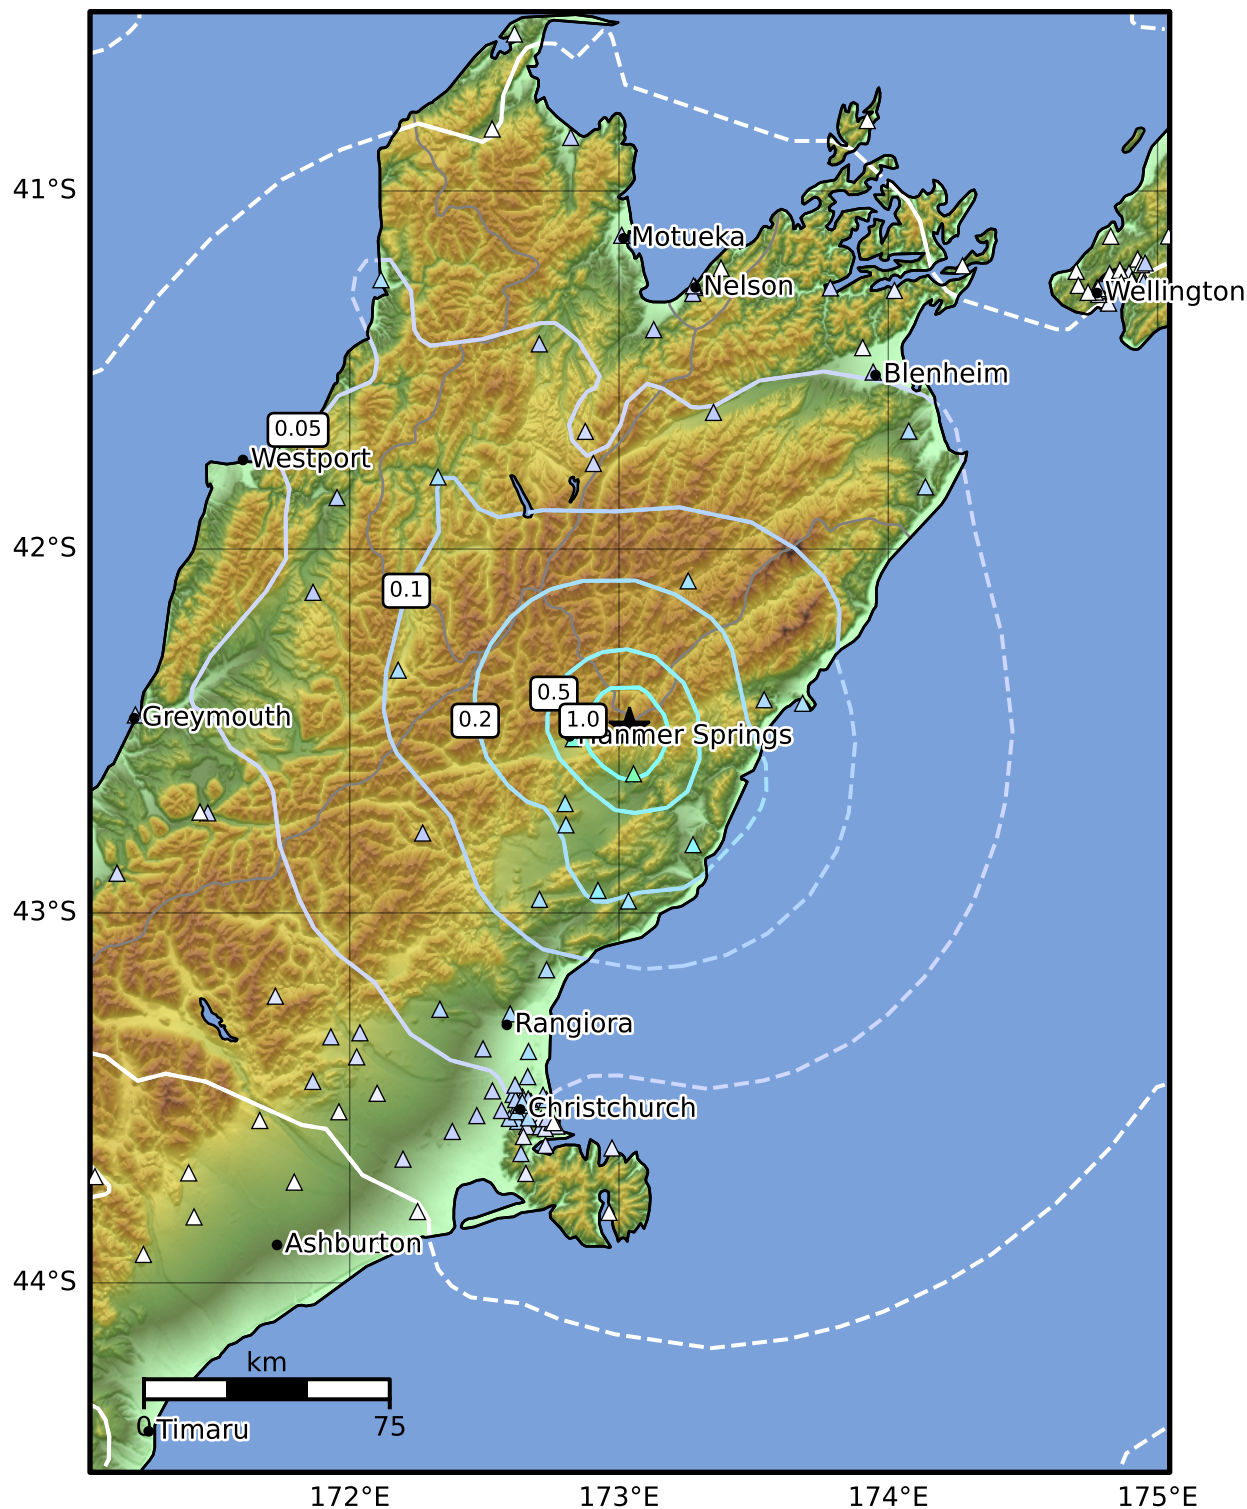 41°S
Motueka
Nelson
Wellington
Blenheim
0.05
Westport
42°S
0.1
0.5
0.2
1.0
Greymouth
Hanmer Springs
43°S
Rangiora
Christchurch
Ashburton
44°S
km
0
75
Timaru
172°E
173°E
174°E
175°E